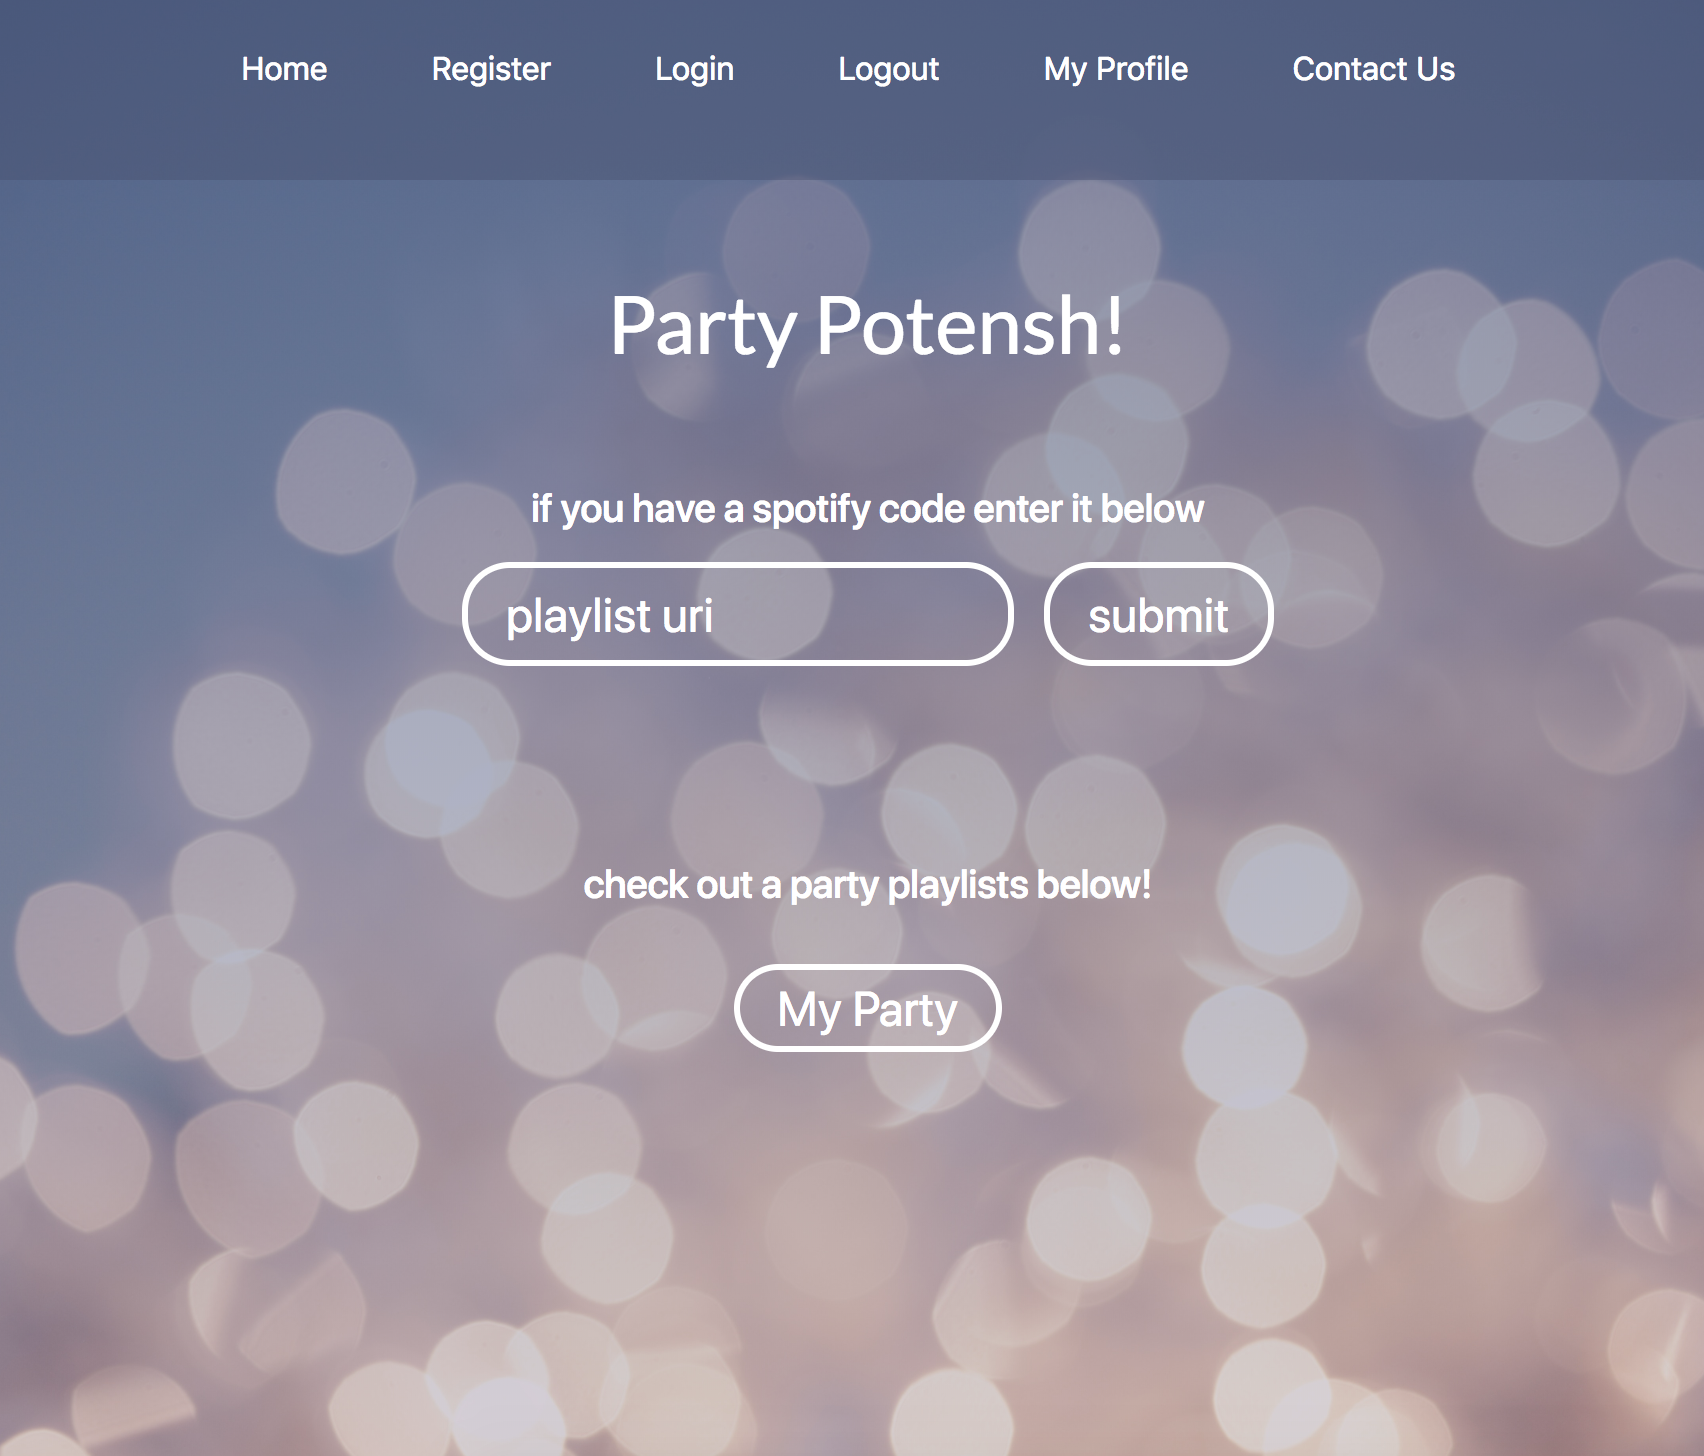 Home Register Login Logout My Profile Contact Us
Party Potensh!
if you have a spotify code enter it below
playlist uri submit
check out a party playlists below!
My Party